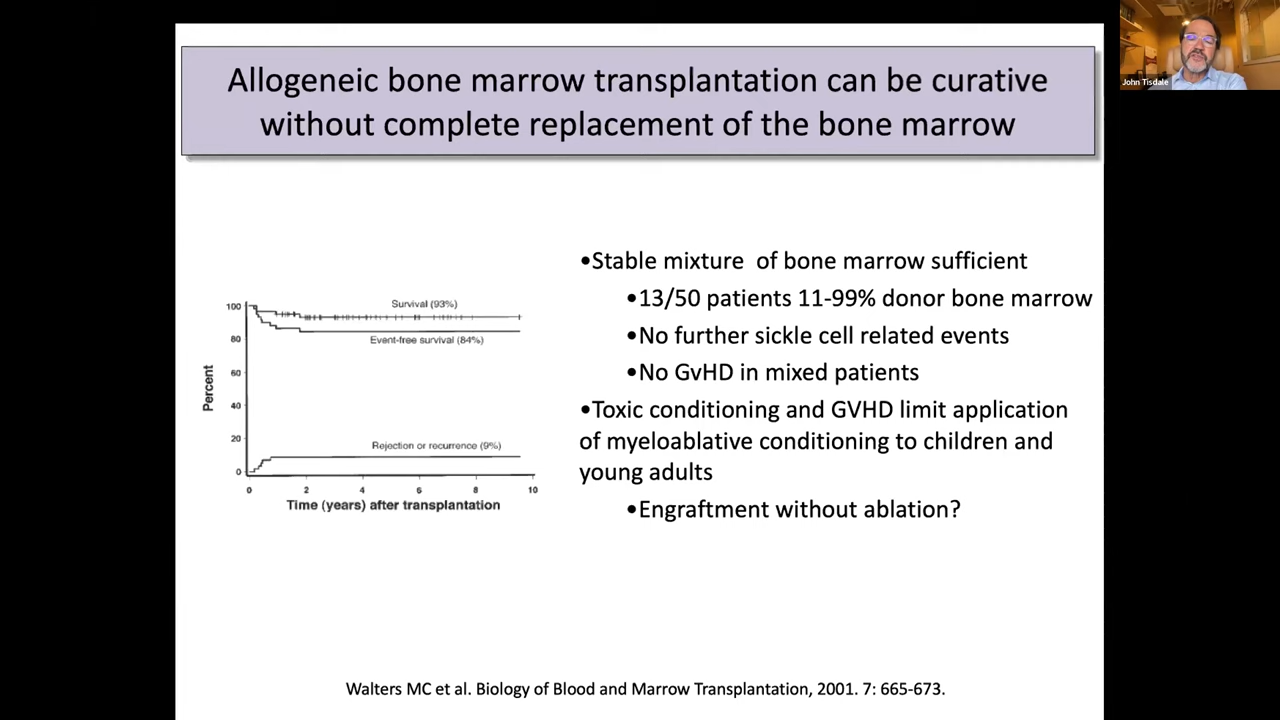 Allogeneic bone marrow transplantation can be curative
without complete replacement of the bone marrow
John Tisdale
•Stable mixture  of bone marrow sufficient
•13/50 patients 11-99% donor bone marrow
•No further sickle cell related events
•No GvHD in mixed patients
•Toxic conditioning and GVHD limit application
of myeloablative conditioning to children and
young adults
•Engraftment without ablation?
Percent
100
80
60
40
20
0
Survival (93%)
Event-free survival (84%)
Rejection or recurrence (9%)
0 2 4 6 8 10
Time (years) after transplantation
Walters MC et al. Biology of Blood and Marrow Transplantation, 2001. 7: 665-673.